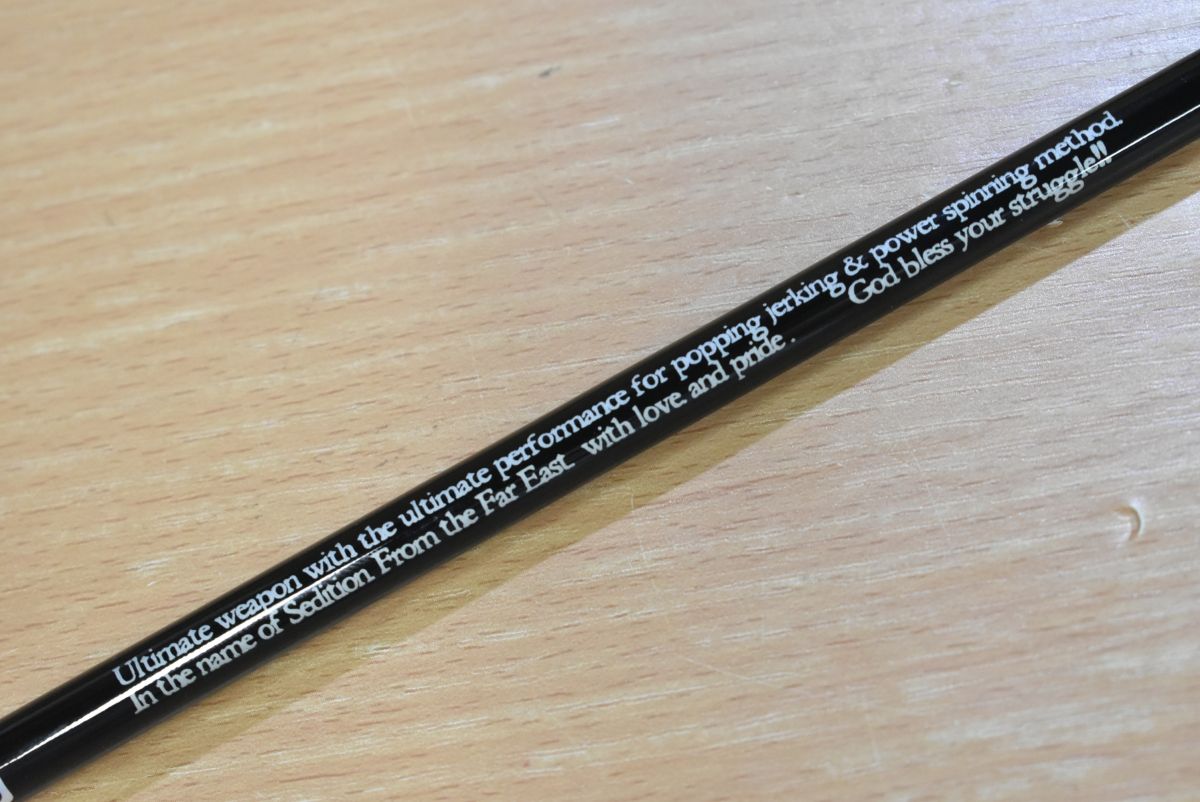 Ultimate weapon with the ultimate performance for popping jerking & power spinning method.
In the name of Sedition. From the Far East. with love. and pride . God bless your struggle!!